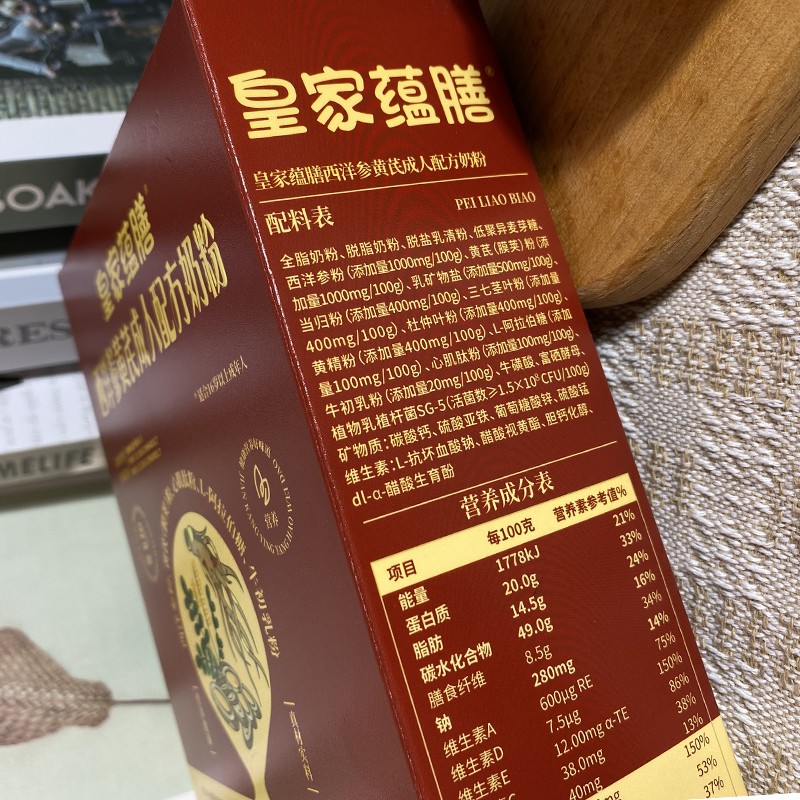 皇家蕴膳®
皇家蕴膳西洋参黄芪成人配方奶粉
配料表 PEI LIAO BIAO
全脂奶粉、脱脂奶粉、脱盐乳清粉、低聚异麦芽糖、
西洋参粉(添加量1000mg/100g)、黄芪(膜荚)粉(添
加量1000mg/100g)、乳矿物盐(添加量500mg/100g)、
当归粉(添加量400mg/100g)、三七茎叶粉(添加量
400mg/100g)、杜仲叶粉(添加量400mg/100g)、
黄精粉(添加量400mg/100g)、L-阿拉伯糖(添加
量100mg/100g)、心肌肽粉(添加量100mg/100g)、
牛初乳粉(添加量20mg/100g)、牛磺酸、富硒酵母、
植物乳植杆菌SG-5(活菌数≥1.5×10⁶CFU/100g)
矿物质:碳酸钙、硫酸亚铁、葡萄糖酸锌、硫酸锰
维生素:L-抗坏血酸钠、醋酸视黄酯、胆钙化醇、
dl-α-醋酸生育酚
营养成分表
项目 每100克 营养素参考值%
能量 1778kJ 21%
蛋白质 20.0g 33%
脂肪 14.5g 24%
碳水化合物 49.0g 16%
膳食纤维 8.5g 34%
钠 280mg 14%
维生素A 600μg RE 75%
维生素D 7.5μg 150%
维生素E 12.00mg α-TE 86%
38.0mg 38%
40mg 13%
150%
53%
37%
皇家蕴膳
黄芪成人配方奶粉
L-阿拉伯糖、牛初乳粉
营养
SOAK
RES
MELIFE